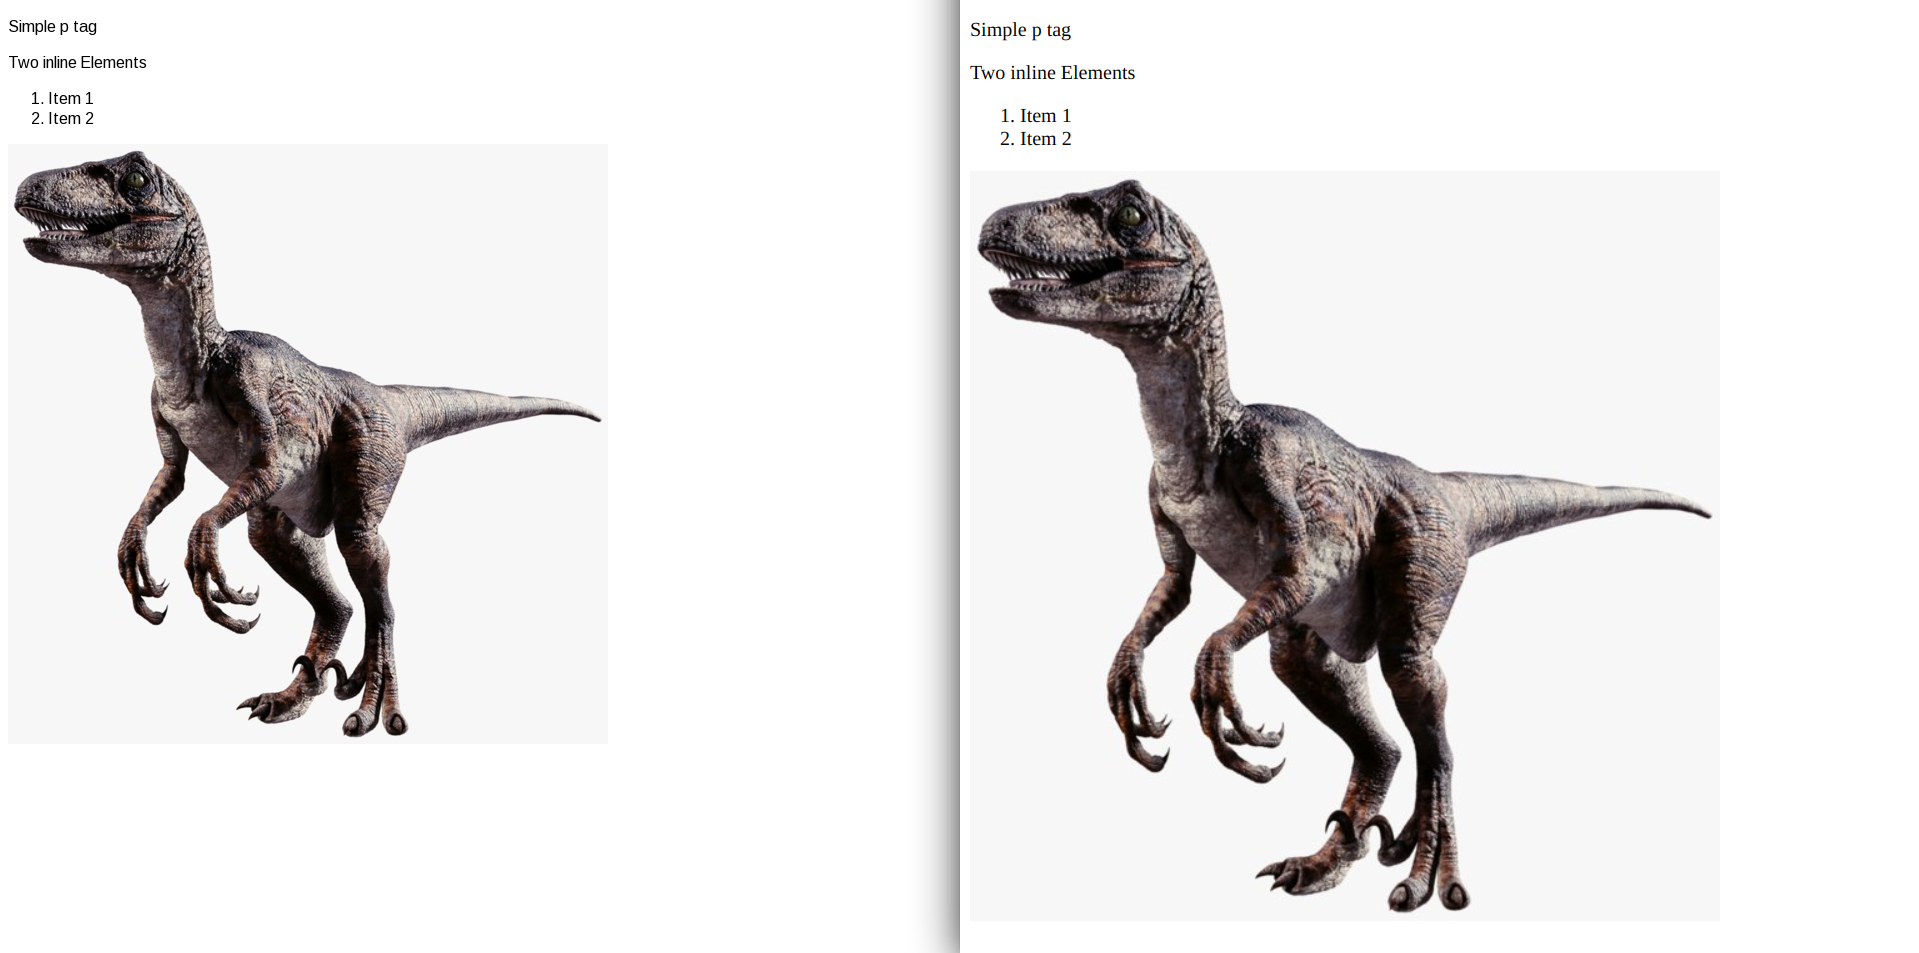 Simple p tag
Two inline Elements
1. Item 1
2. Item 2
Simple p tag
Two inline Elements
1. Item 1
2. Item 2